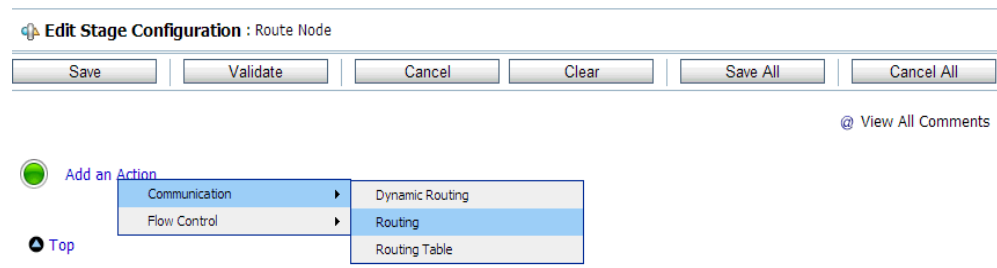 Edit Stage Configuration : Route Node
Save Validate Cancel Clear Save All Cancel All
@ View All Comments
Add an Action
Communication Dynamic Routing
Flow Control Routing
Top Routing Table